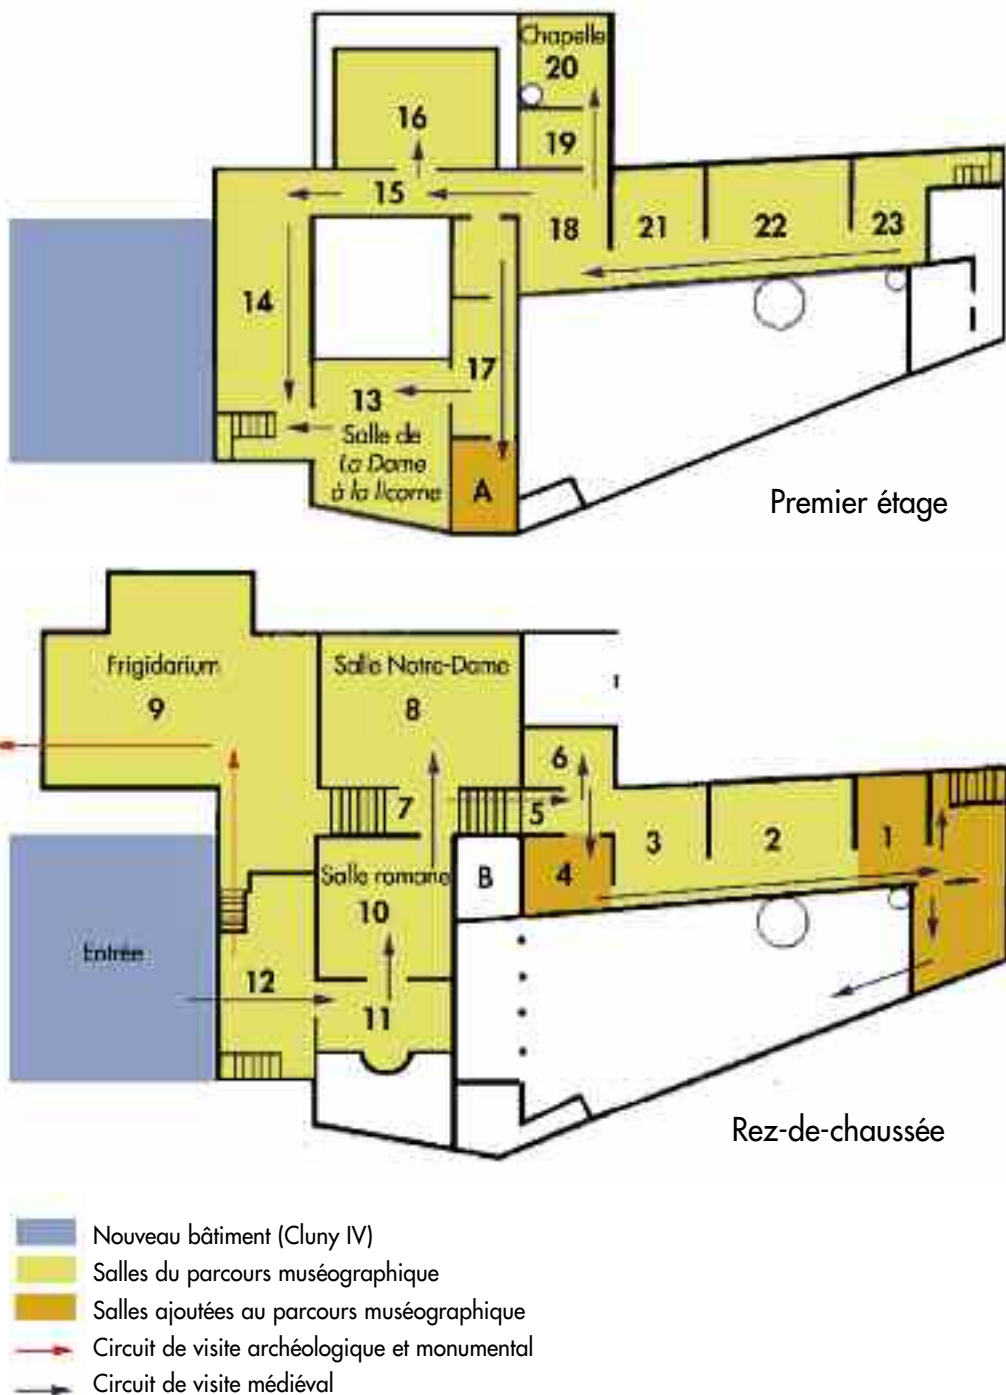 Chapelle
20
16
19
15
18
21
22
23
14
17
13
Salle de
La Dame
à la licorne
A
Premier étage
Frigidarium
9
Salle Notre-Dame
8
6
7
5
3
2
1
4
B
Salle romane
10
Entrée
12
11
Rez-de-chaussée
Nouveau bâtiment (Cluny IV)
Salles du parcours muséographique
Salles ajoutées au parcours muséographique
Circuit de visite archéologique et monumental
Circuit de visite médiéval